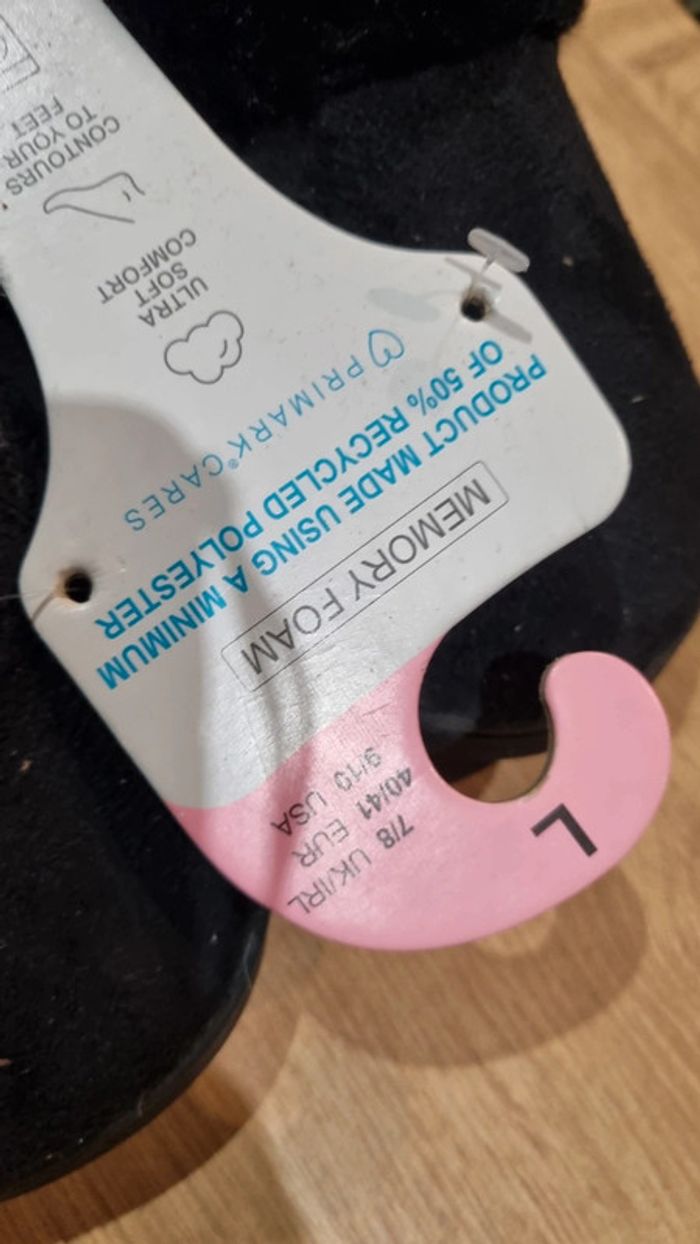 L
7/8 UK/IRL
40/41 EUR
9/10 USA
MEMORY FOAM
PRODUCT MADE USING A MINIMUM
OF 50% RECYCLED POLYESTER
PRIMARK® CARES
ULTRA
SOFT
COMFORT
CONTOURS
TO YOUR
FEET